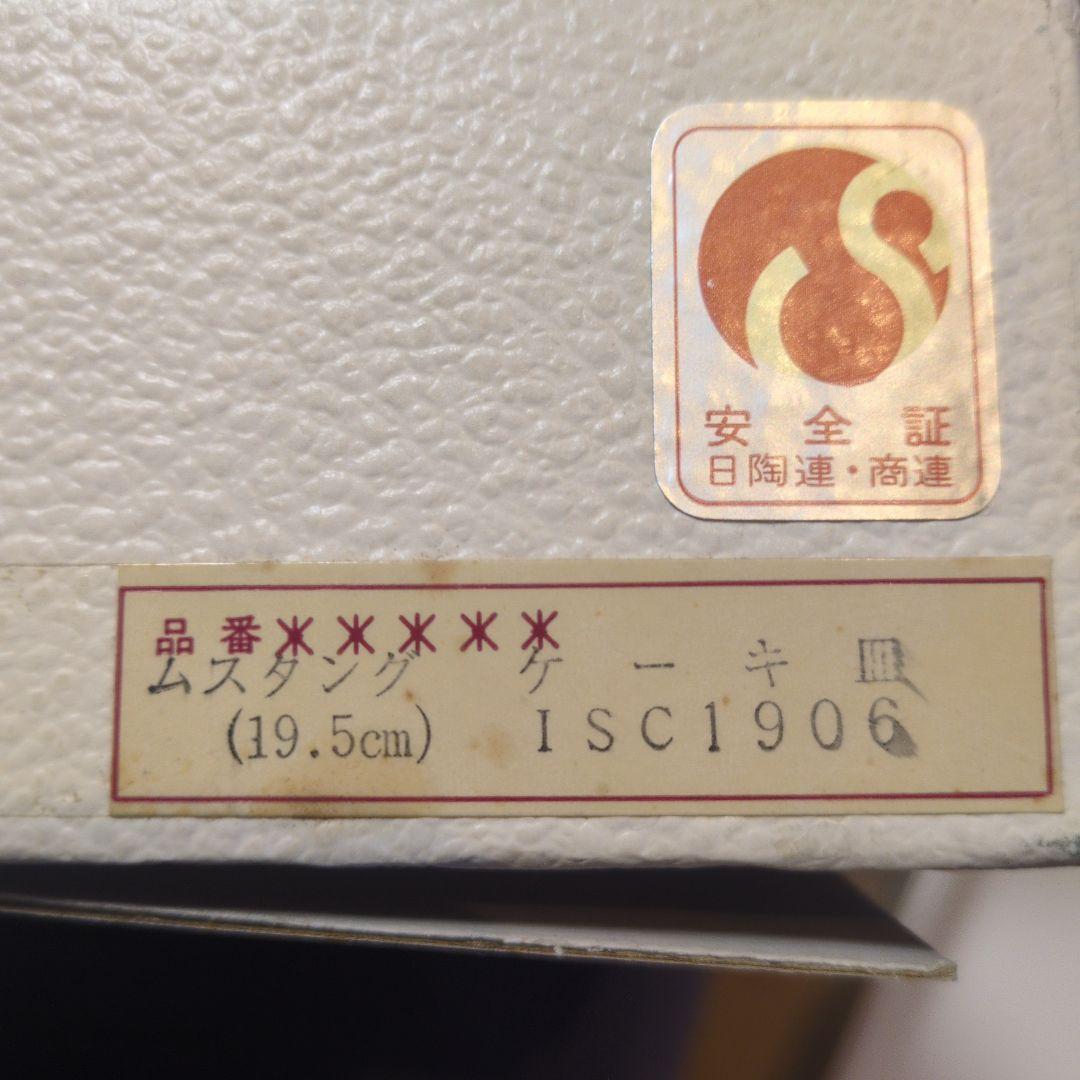 安全証
日陶連・商連
品番＊＊＊＊＊
ムスタング ケーキ皿
(19.5cm) ISC1906